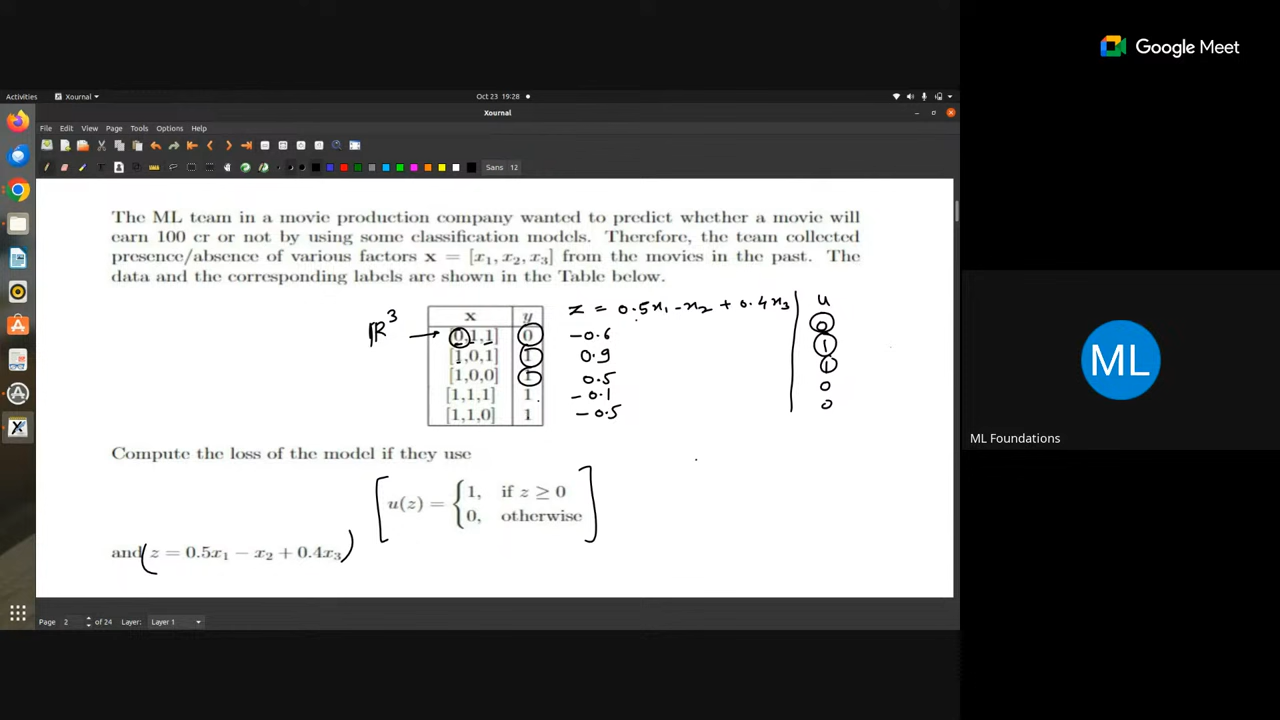 Google Meet
Activities
Xournal
Oct 23 19:28
Xournal
File Edit View Page Tools Options Help
Sans 12
The ML team in a movie production company wanted to predict whether a movie will
earn 100 cr or not by using some classification models. Therefore, the team collected
presence/absence of various factors x = [x₁, x₂, x₃] from the movies in the past. The
data and the corresponding labels are shown in the Table below.
ℝ³
x y
[0,1,1] 0
[1,0,1] 1
[1,0,0] 1
[1,1,1] 1
[1,1,0] 1
z = 0.5x₁ - x₂ + 0.4x₃
-0.6
0.9
0.5
-0.1
-0.5
u
0
1
1
0
0
Compute the loss of the model if they use
u(z) = { 1, if z ≥ 0
0, otherwise
and z = 0.5x₁ − x₂ + 0.4x₃
ML
ML Foundations
Page 2 of 24 Layer: Layer 1